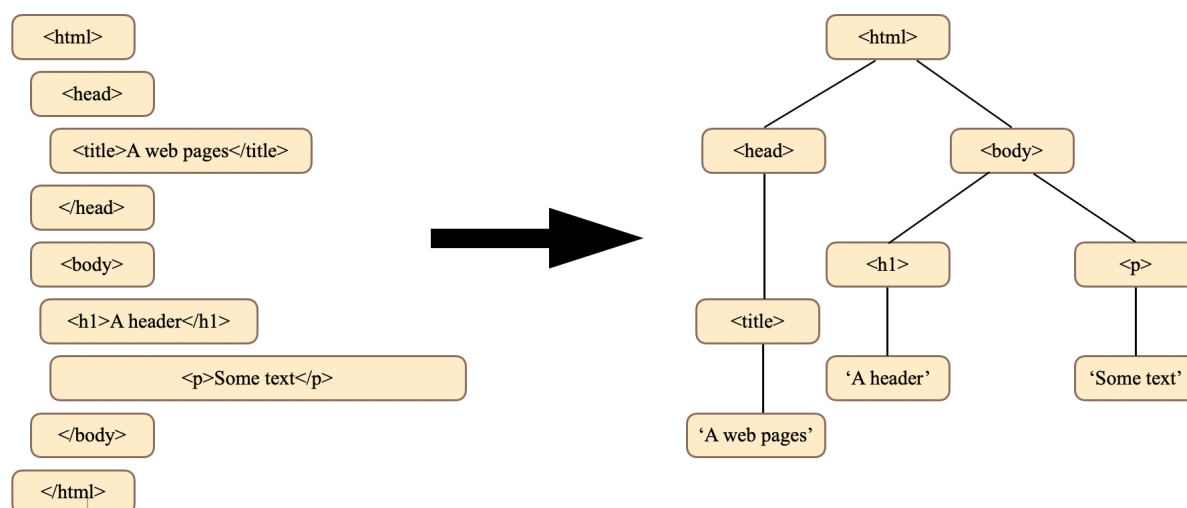 <html>
<head>
<title>A web pages</title>
</head>
<body>
<h1>A header</h1>
<p>Some text</p>
</body>
</html>
<html>
<head>
<body>
<h1>
<p>
<title>
‘A header’
‘Some text’
‘A web pages’